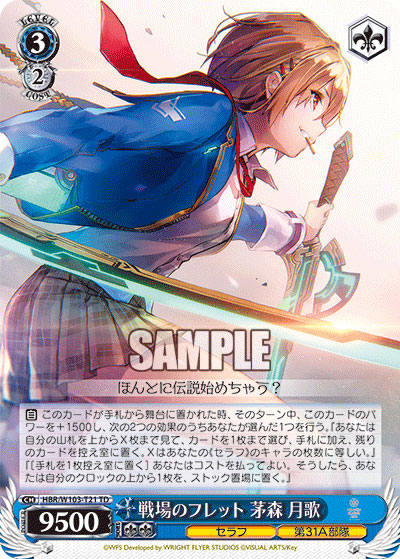 LEVEL
3
2
COST
SAMPLE
ほんとに伝説始めちゃう？
自 このカードが手札から舞台に置かれた時、そのターン中、このカードのパ
ワーを＋1500し、次の2つの効果のうちあなたが選んだ1つを行う。『あなたは
自分の山札を上からＸ枚まで見て、カードを1枚まで選び、手札に加え、残り
のカードを控え室に置く。Ｘはあなたの《セラフ》のキャラの枚数に等しい。』
『［手札を1枚控え室に置く］あなたはコストを払ってよい。そうしたら、あなた
は自分のクロックの上から1枚を、ストック置場に置く。』
CH HBR/W103-T21 TD
戦場のフレット 茅森 月歌
9500
セラフ
第31A部隊
©WFS Developed by WRIGHT FLYER STUDIOS ©VISUAL ARTS/Key